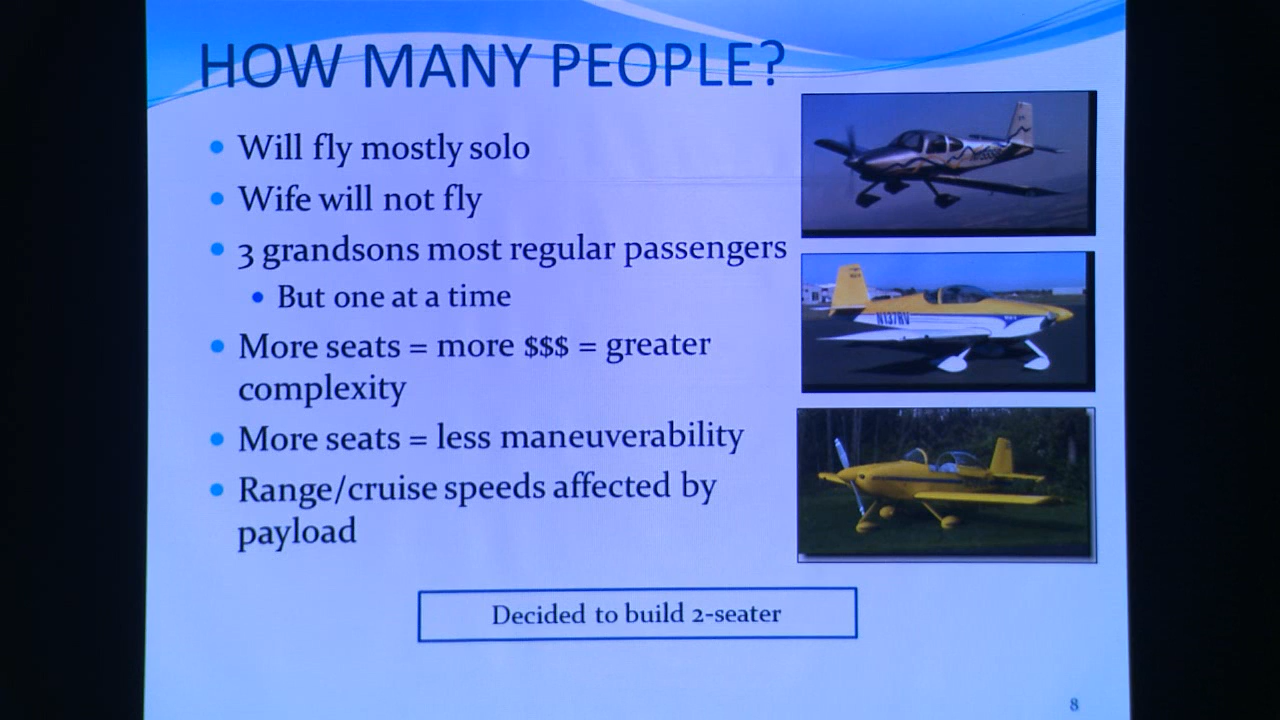 HOW MANY PEOPLE?
Will fly mostly solo
Wife will not fly
3 grandsons most regular passengers
But one at a time
More seats = more $$$ = greater
complexity
More seats = less maneuverability
Range/cruise speeds affected by
payload
N137RV
Decided to build 2-seater
8